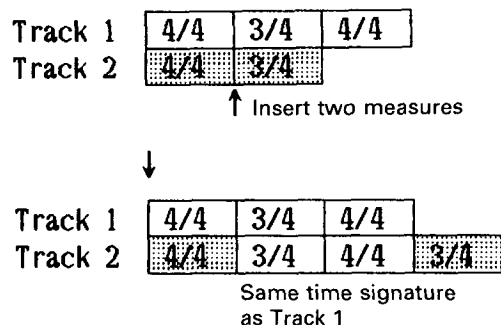 Track 1 4/4 3/4 4/4
Track 2 4/4 3/4
↑ Insert two measures
↓
Track 1 4/4 3/4 4/4
Track 2 4/4 3/4 4/4 3/4
Same time signature
as Track 1